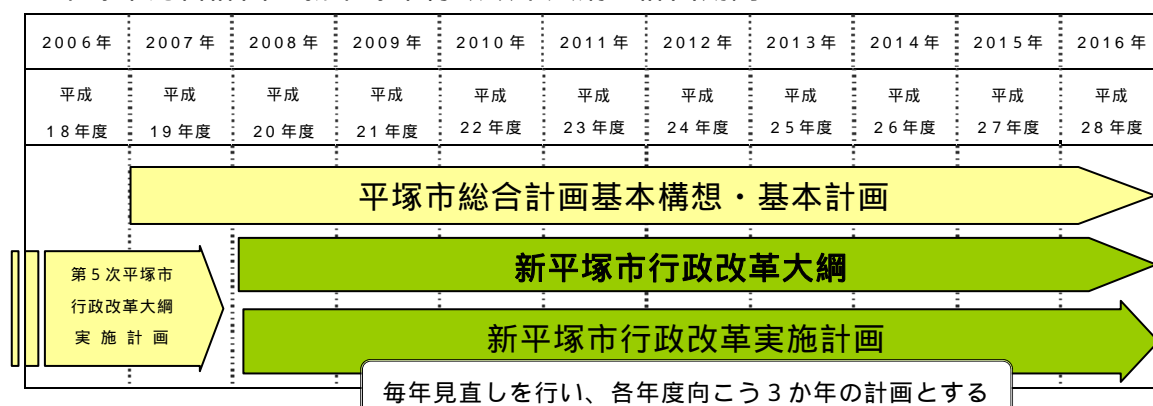 2006年 2007年 2008年 2009年 2010年 2011年 2012年 2013年 2014年 2015年 2016年
平成 平成 平成 平成 平成 平成 平成 平成 平成 平成 平成
18年度 19年度 20年度 21年度 22年度 23年度 24年度 25年度 26年度 27年度 28年度
平塚市総合計画基本構想・基本計画
第5次平塚市
行政改革大綱
実施計画
新平塚市行政改革大綱
新平塚市行政改革実施計画
毎年見直しを行い、各年度向こう3か年の計画とする